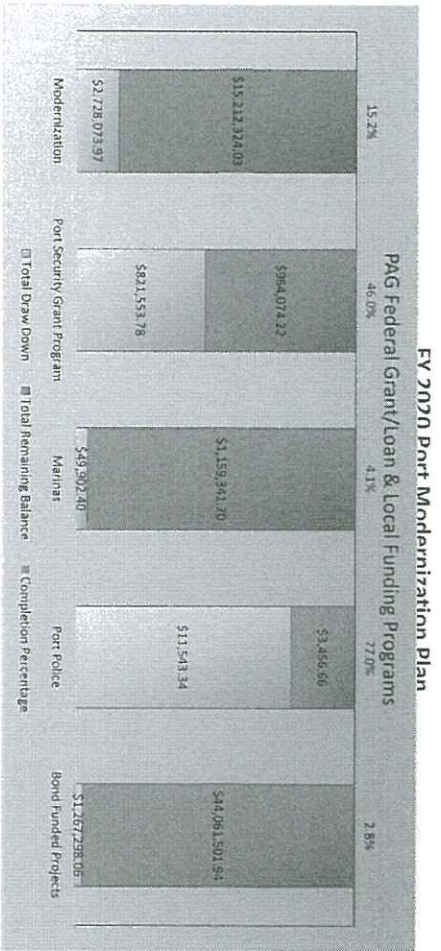 FY 2020 Port Modernization Plan
PAG Federal Grant/Loan & Local Funding Programs
15.2% 46.0% 4.1% 77.0% 2.8%
$15,212,324.03 $964,074.22 $1,159,341.70 $3,456.66 $44,061,501.94
$2,728,073.97 $821,553.78 $49,902.40 $11,543.34 $1,267,298.06
Modernization Port Security Grant Program Marinas Port Police Bond Funded Projects
Total Draw Down Total Remaining Balance Completion Percentage